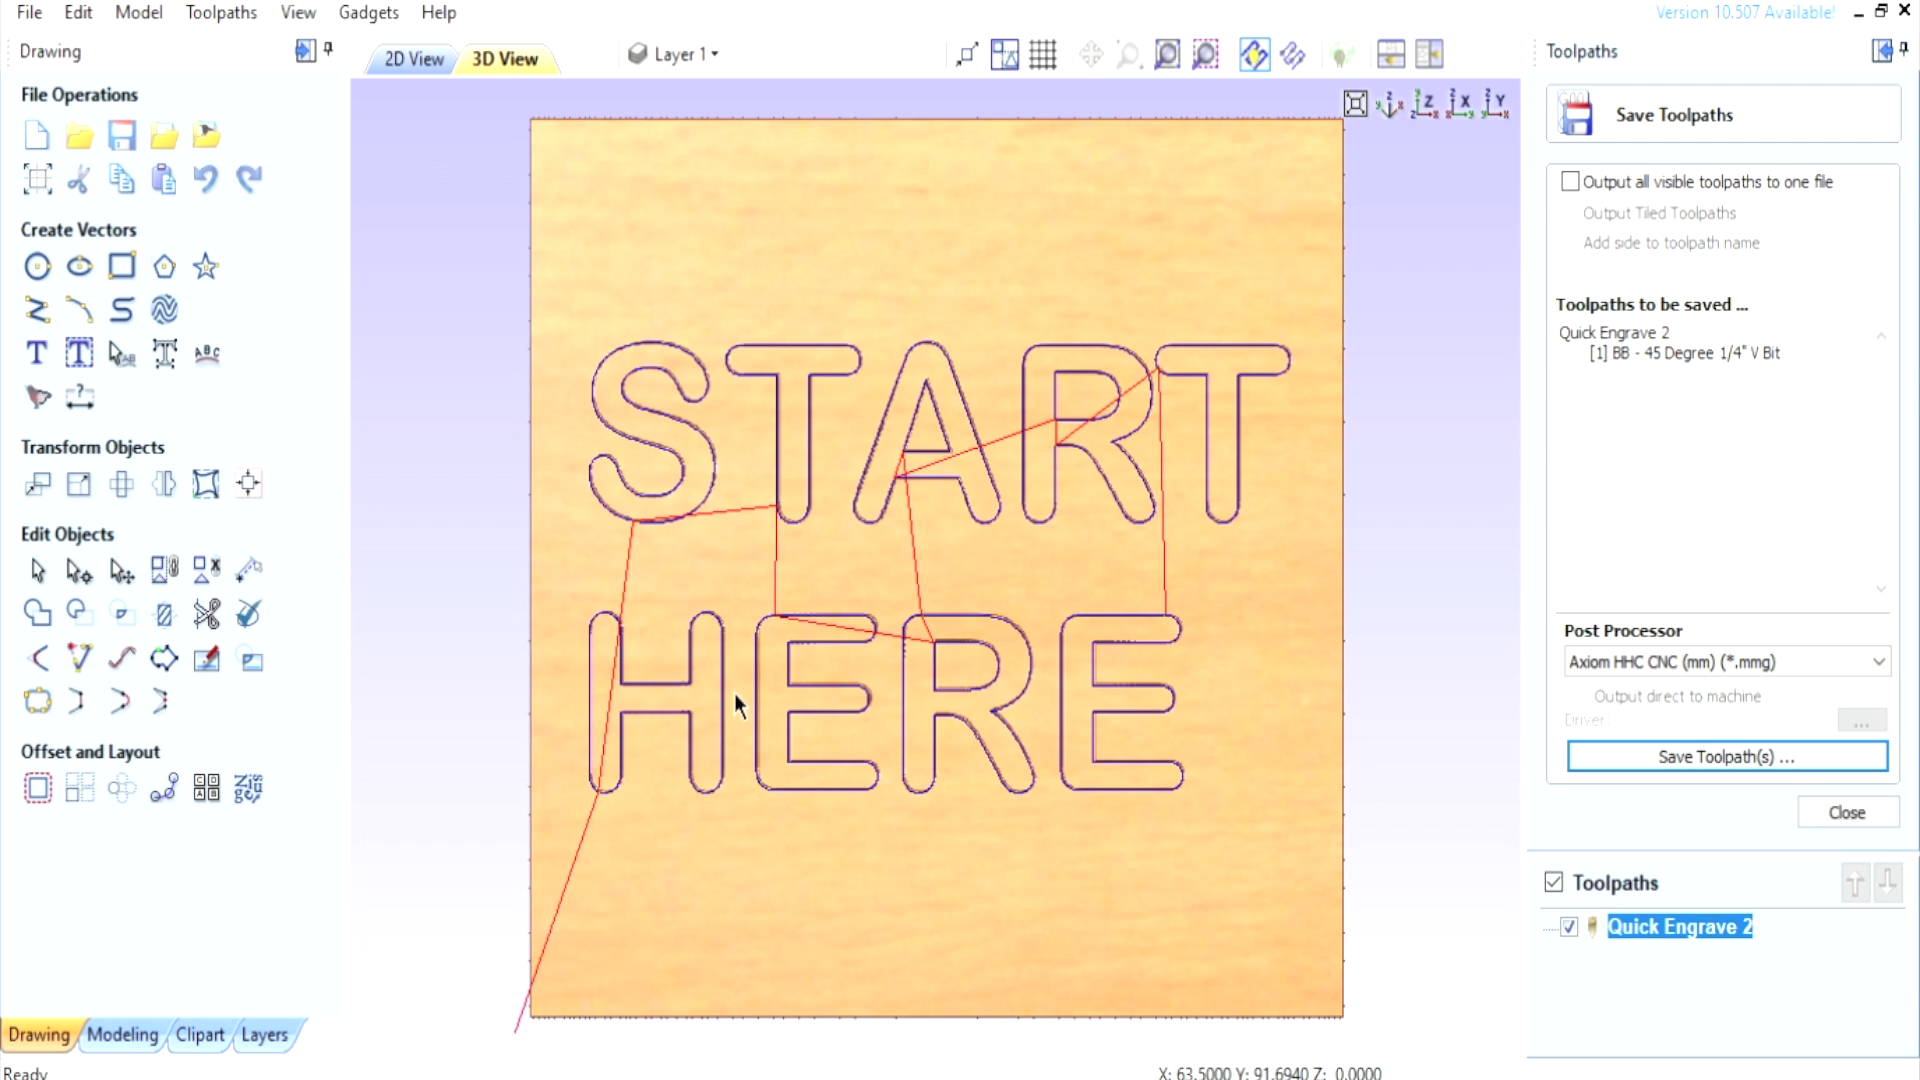 File Edit Model Toolpaths View Gadgets Help
Version 10.507 Available!
Drawing
2D View
3D View
Layer 1
Toolpaths
File Operations
Create Vectors
Transform Objects
Edit Objects
Offset and Layout
Drawing Modeling Clipart Layers
Ready
START
HERE
X: 63.5000 Y: 91.6940 Z: 0.0000
Save Toolpaths
Output all visible toolpaths to one file
Output Tiled Toolpaths
Add side to toolpath name
Toolpaths to be saved ...
Quick Engrave 2
[1] BB - 45 Degree 1/4" V Bit
Post Processor
Axiom HHC CNC (mm) (*.mmg)
Output direct to machine
Driver:
...
Save Toolpath(s) ...
Close
Toolpaths
Quick Engrave 2